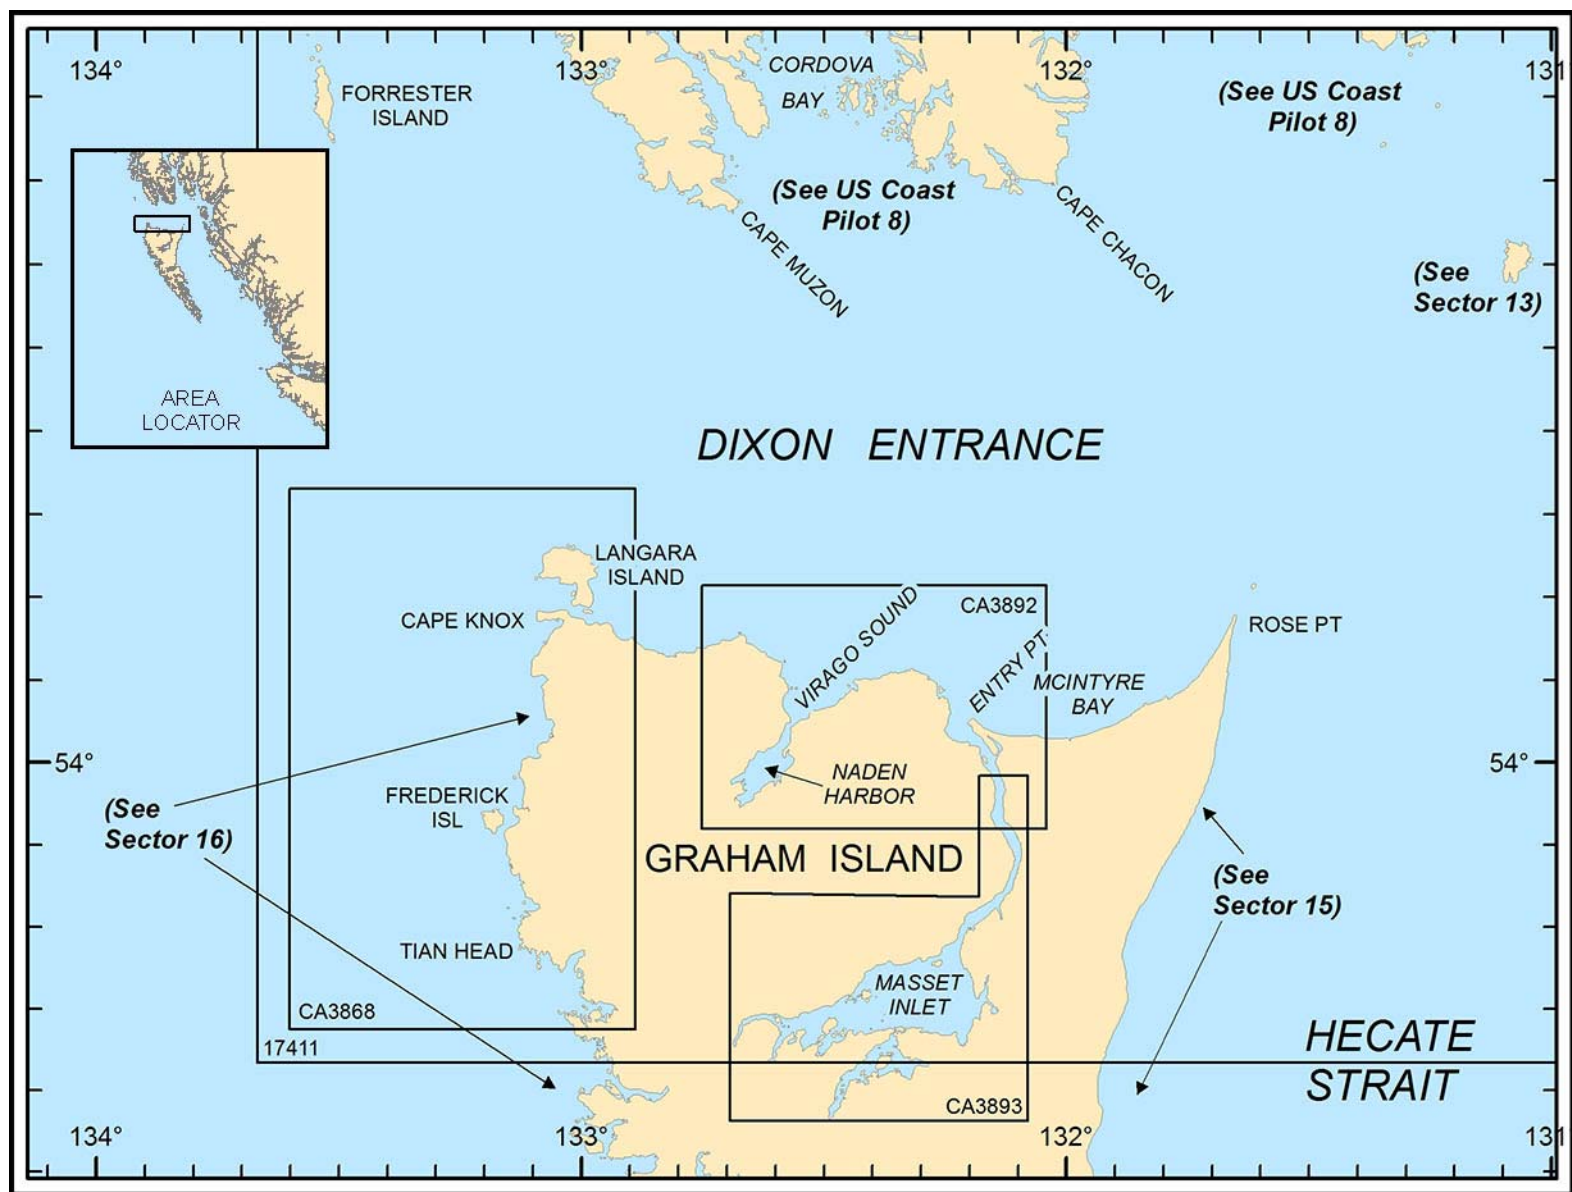 134°
133°
132°
131
CORDOVA
BAY
FORRESTER
ISLAND
(See US Coast
Pilot 8)
(See US Coast
Pilot 8)
CAPE MUZON
CAPE CHACON
(See
Sector 13)
AREA
LOCATOR
DIXON ENTRANCE
LANGARA
ISLAND
CAPE KNOX
CA3892
VIRAGO SOUND
ENTRY PT
ROSE PT
MCINTYRE
BAY
54°
54°
NADEN
HARBOR
FREDERICK
ISL
(See
Sector 16)
GRAHAM ISLAND
(See
Sector 15)
TIAN HEAD
MASSET
INLET
CA3868
17411
HECATE
STRAIT
CA3893
134°
133°
132°
131